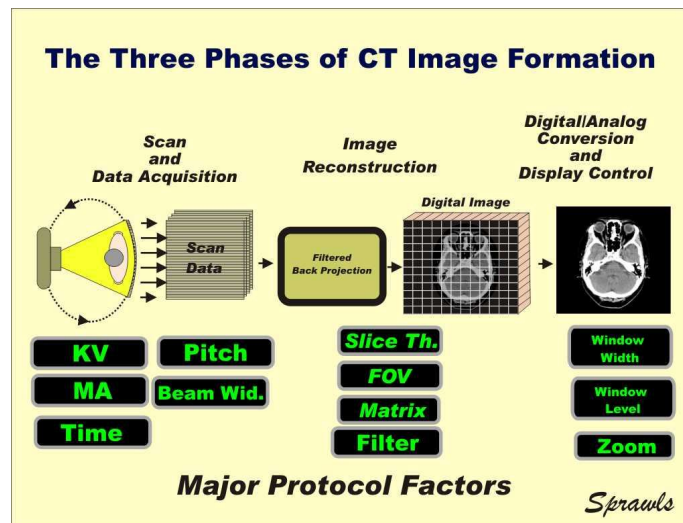 The Three Phases of CT Image Formation
Scan
and
Data Acquisition
Image
Reconstruction
Digital/Analog
Conversion
and
Display Control
Digital Image
Scan
Data
Filtered
Back Projection
KV
Pitch
MA
Beam Wid.
Time
Slice Th.
FOV
Matrix
Filter
Window
Width
Window
Level
Zoom
Major Protocol Factors
Sprawls